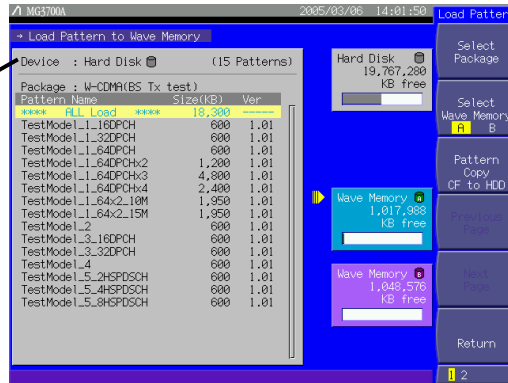 MG3700A 2005/03/06 14:01:50 Load Patter
→ Load Pattern to Wave Memory
Device : Hard Disk (15 Patterns)
Package : W-CDMA(BS Tx test)
Pattern Name Size(KB) Ver
**** ALL Load **** 18,300 -----
TestModel_1_16DPCH 600 1.01
TestModel_1_32DPCH 600 1.01
TestModel_1_64DPCH 600 1.01
TestModel_1_64DPCHx2 1,200 1.01
TestModel_1_64DPCHx3 4,800 1.01
TestModel_1_64DPCHx4 2,400 1.01
TestModel_1_64x2_10M 1,950 1.01
TestModel_1_64x2_15M 1,950 1.01
TestModel_2 600 1.01
TestModel_3_16DPCH 600 1.01
TestModel_3_32DPCH 600 1.01
TestModel_4 600 1.01
TestModel_5_2HSPDSCH 600 1.01
TestModel_5_4HSPDSCH 600 1.01
TestModel_5_8HSPDSCH 600 1.01
Hard Disk
19,767,280
KB free
Wave Memory A
1,017,988
KB free
Wave Memory B
1,048,576
KB free
Select
Package
Select
Wave Memory
A B
Pattern
Copy
CF to HDD
Previous
Page
Next
Page
Return
1 2